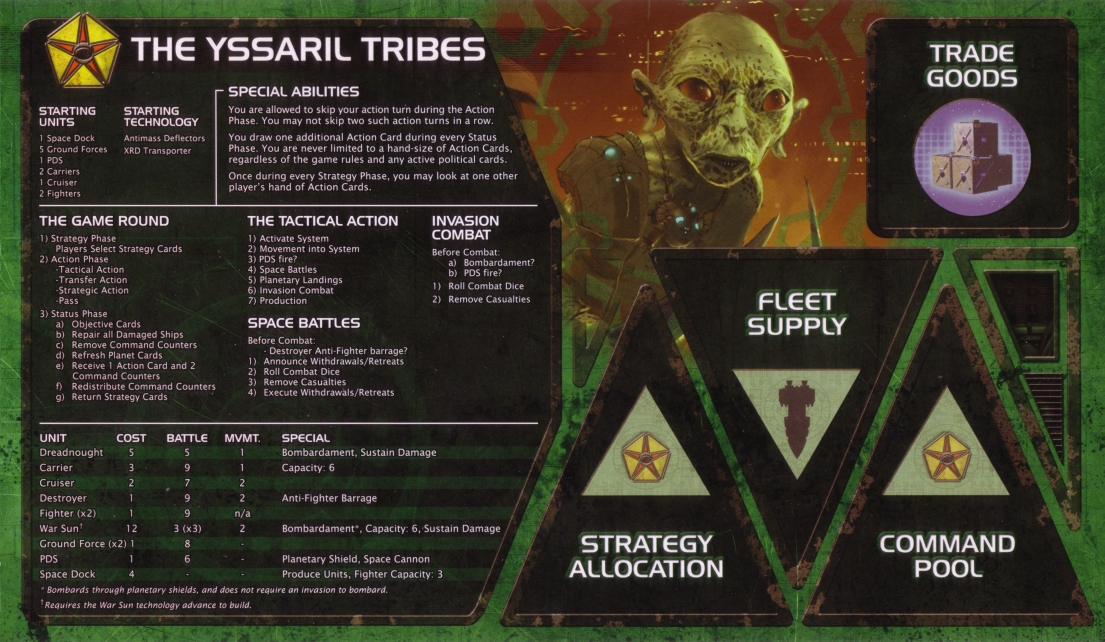 THE YSSARIL TRIBES
STARTING
UNITS
1 Space Dock
5 Ground Forces
1 PDS
2 Carriers
1 Cruiser
2 Fighters
STARTING
TECHNOLOGY
Antimass Deflectors
XRD Transporter
SPECIAL ABILITIES
You are allowed to skip your action turn during the Action
Phase. You may not skip two such action turns in a row.
You draw one additional Action Card during every Status
Phase. You are never limited to a hand-size of Action Cards,
regardless of the game rules and any active political cards.
Once during every Strategy Phase, you may look at one other
player's hand of Action Cards.
THE GAME ROUND
1) Strategy Phase
Players Select Strategy Cards
2) Action Phase
-Tactical Action
-Transfer Action
-Strategic Action
-Pass
3) Status Phase
a) Objective Cards
b) Repair all Damaged Ships
c) Remove Command Counters
d) Refresh Planet Cards
e) Receive 1 Action Card and 2
Command Counters
f) Redistribute Command Counters
g) Return Strategy Cards
THE TACTICAL ACTION
1) Activate System
2) Movement into System
3) PDS fire?
4) Space Battles
5) Planetary Landings
6) Invasion Combat
7) Production
SPACE BATTLES
Before Combat:
- Destroyer Anti-Fighter barrage?
1) Announce Withdrawals/Retreats
2) Roll Combat Dice
3) Remove Casualties
4) Execute Withdrawals/Retreats
INVASION
COMBAT
Before Combat:
a) Bombardment?
b) PDS fire?
1) Roll Combat Dice
2) Remove Casualties
UNIT COST BATTLE MVMT. SPECIAL
Dreadnought 5 5 1 Bombardament, Sustain Damage
Carrier 3 9 1 Capacity: 6
Cruiser 2 7 2
Destroyer 1 9 2 Anti-Fighter Barrage
Fighter (x2) 1 9 n/a
War Sun† 12 3 (x3) 2 Bombardament*, Capacity: 6, Sustain Damage
Ground Force (x2) 1 8 -
PDS 1 6 - Planetary Shield, Space Cannon
Space Dock 4 - - Produce Units, Fighter Capacity: 3
* Bombards through planetary shields, and does not require an invasion to bombard.
† Requires the War Sun technology advance to build.
TRADE
GOODS
FLEET
SUPPLY
STRATEGY
ALLOCATION
COMMAND
POOL